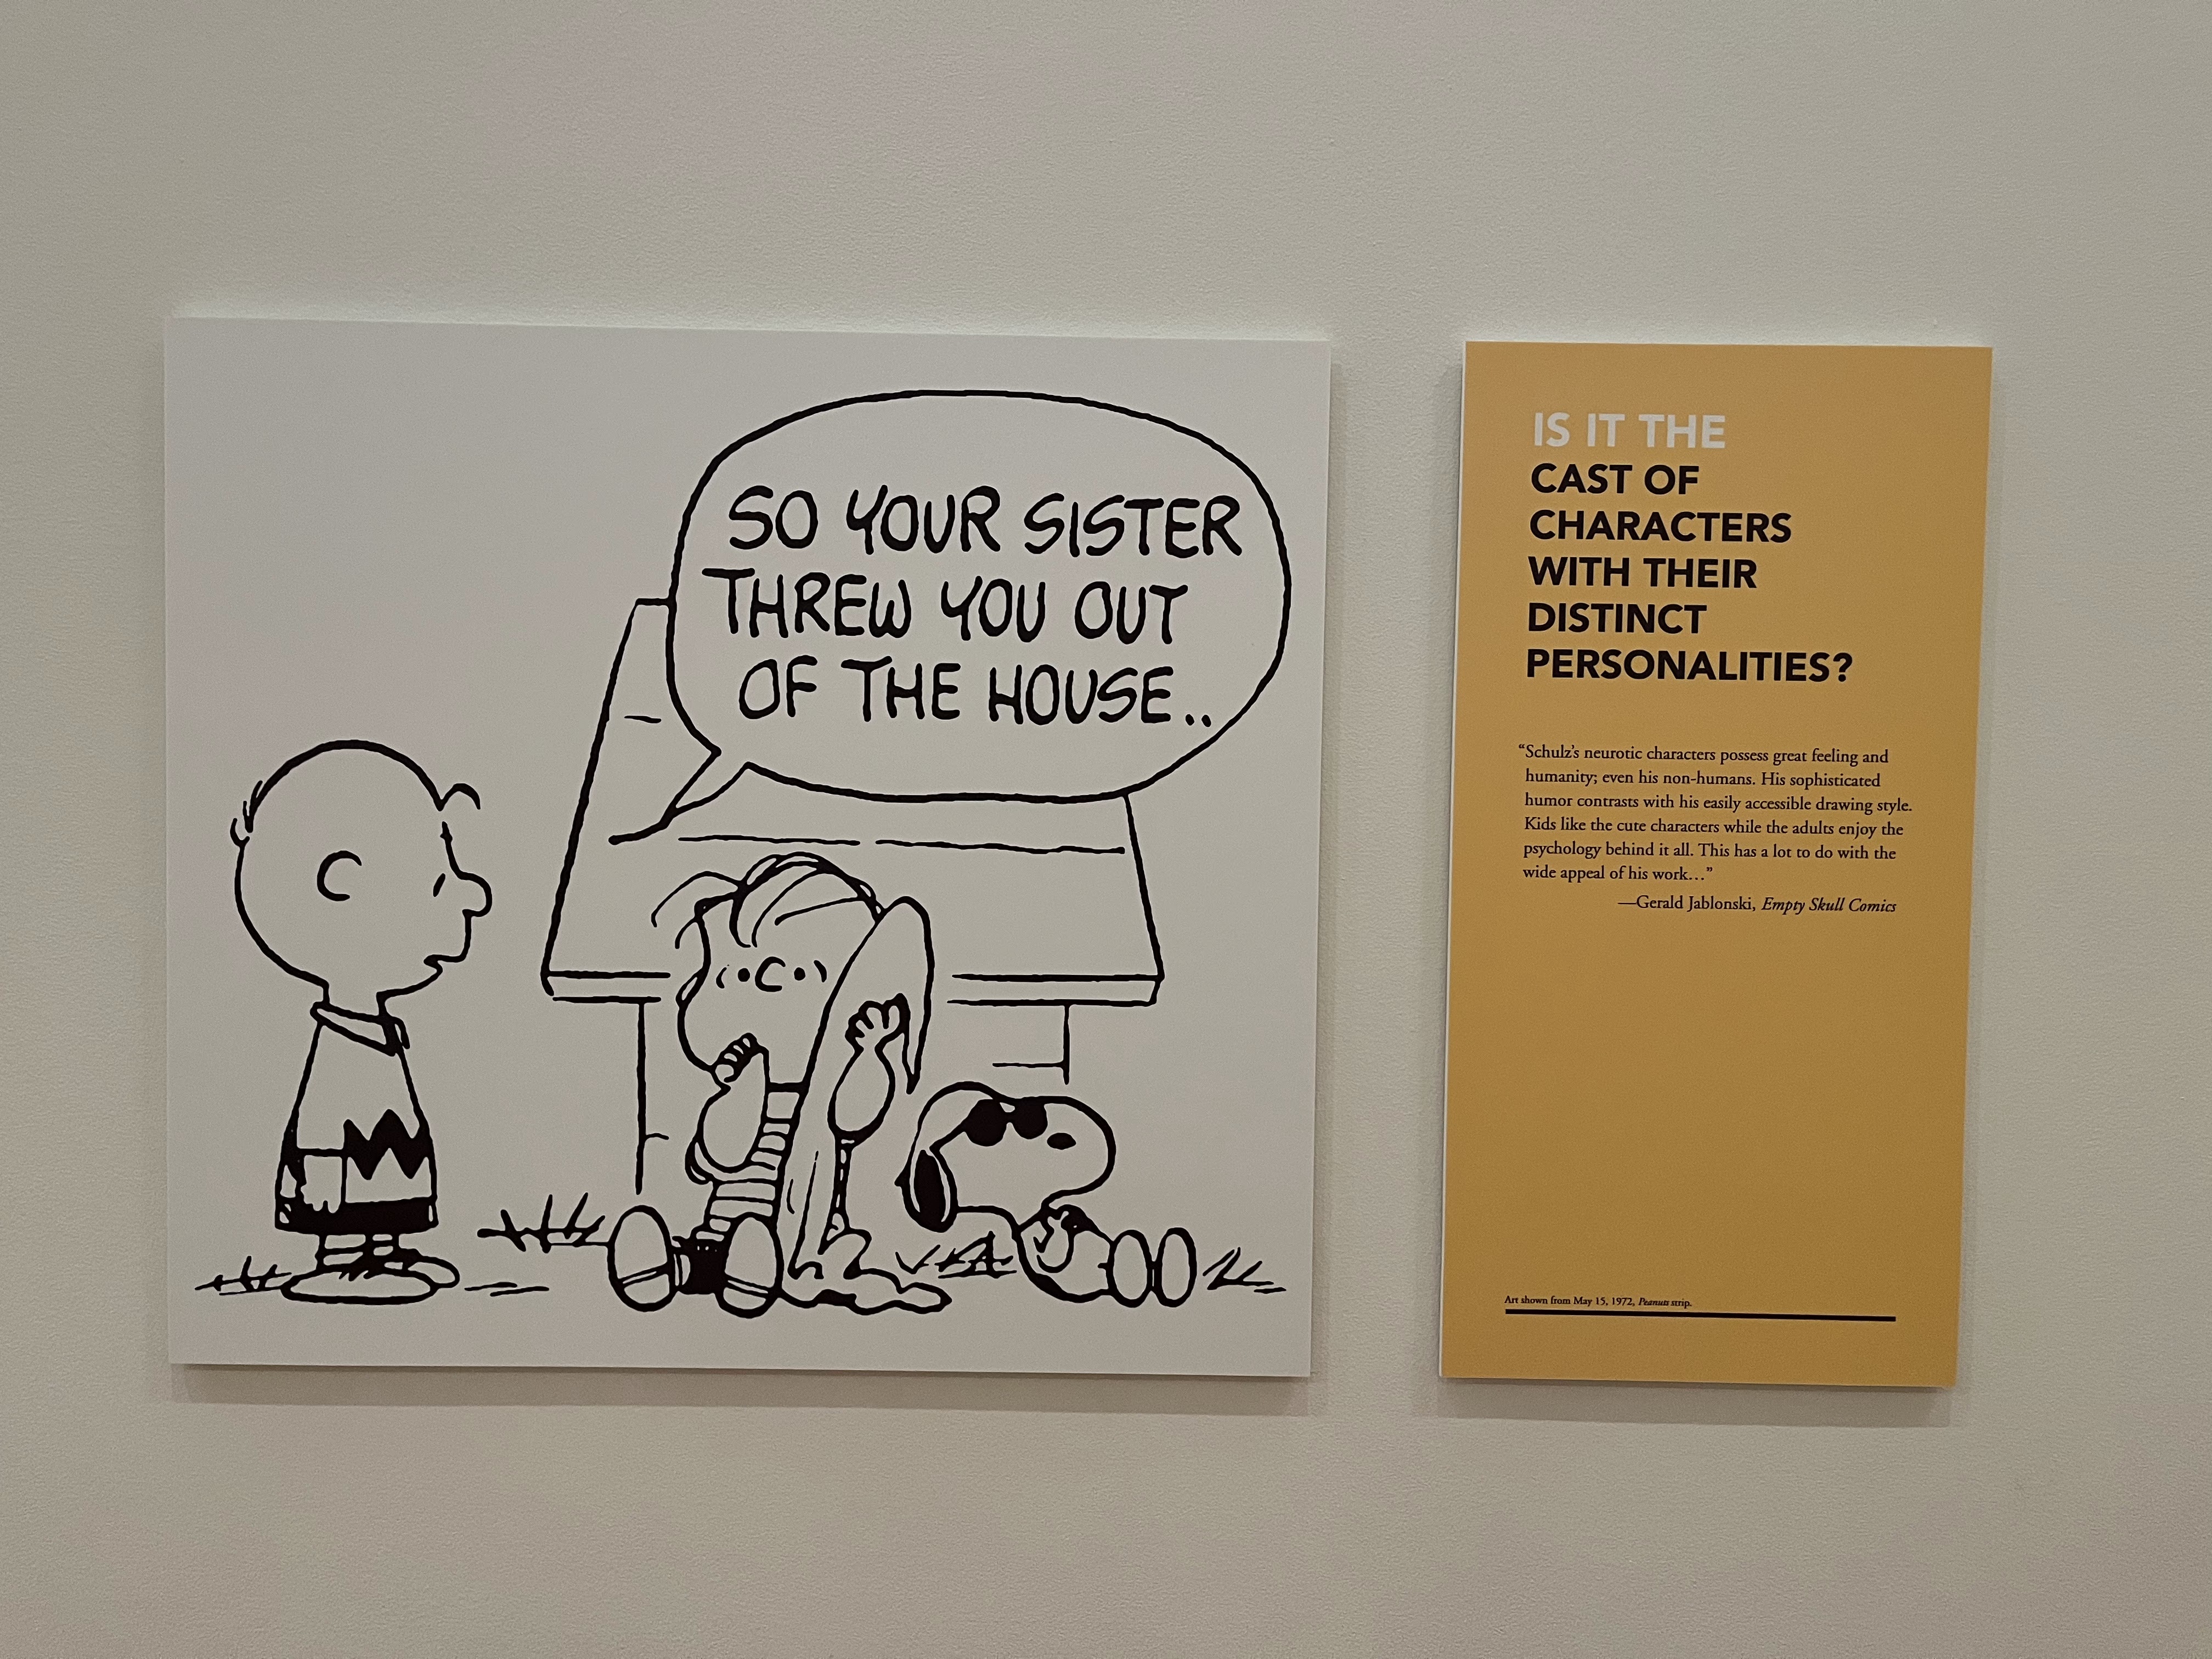 SO YOUR SISTER
THREW YOU OUT
OF THE HOUSE..
IS IT THE
CAST OF
CHARACTERS
WITH THEIR
DISTINCT
PERSONALITIES?
“Schulz’s neurotic characters possess great feeling and
humanity; even his non-humans. His sophisticated
humor contrasts with his easily accessible drawing style.
Kids like the cute characters while the adults enjoy the
psychology behind it all. This has a lot to do with the
wide appeal of his work…”
—Gerald Jablonski, Empty Skull Comics
Art shown from May 15, 1972, Peanuts strip.